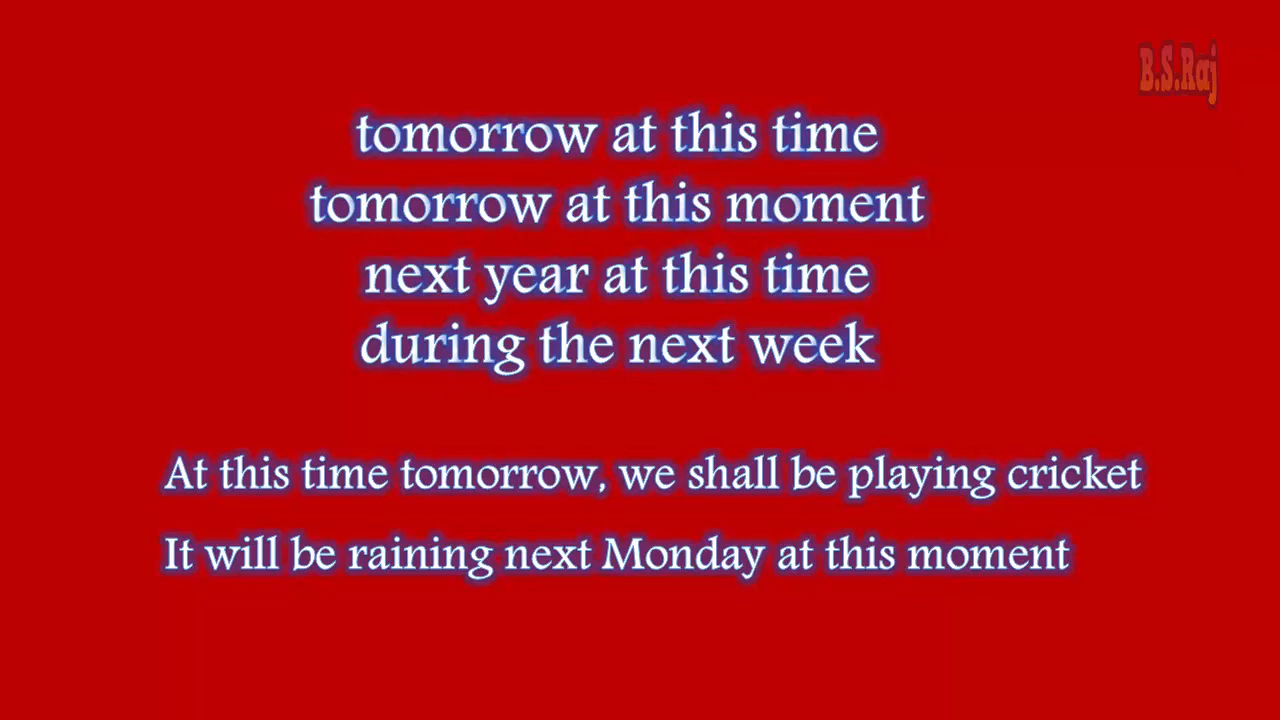 B.S.Raj
tomorrow at this time
tomorrow at this moment
next year at this time
during the next week
At this time tomorrow, we shall be playing cricket
It will be raining next Monday at this moment